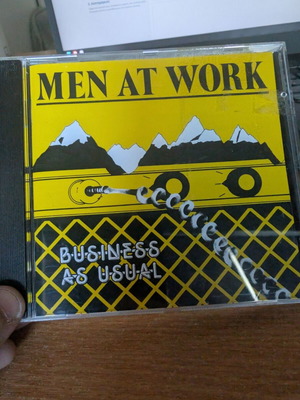 MEN AT WORK
BUSINESS
AS USUAL